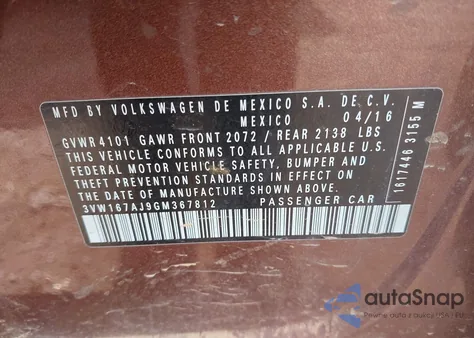 MFD BY VOLKSWAGEN DE MEXICO S.A. DE C.V.
MEXICO 04/16
GVWR 4101 GAWR FRONT 2072 / REAR 2138 LBS
THIS VEHICLE CONFORMS TO ALL APPLICABLE U.S.
FEDERAL MOTOR VEHICLE SAFETY, BUMPER AND
THEFT PREVENTION STANDARDS IN EFFECT ON
THE DATE OF MANUFACTURE SHOWN ABOVE.
3VW167AJ9GM367812 PASSENGER CAR
1617446 3155 M
autoSnap